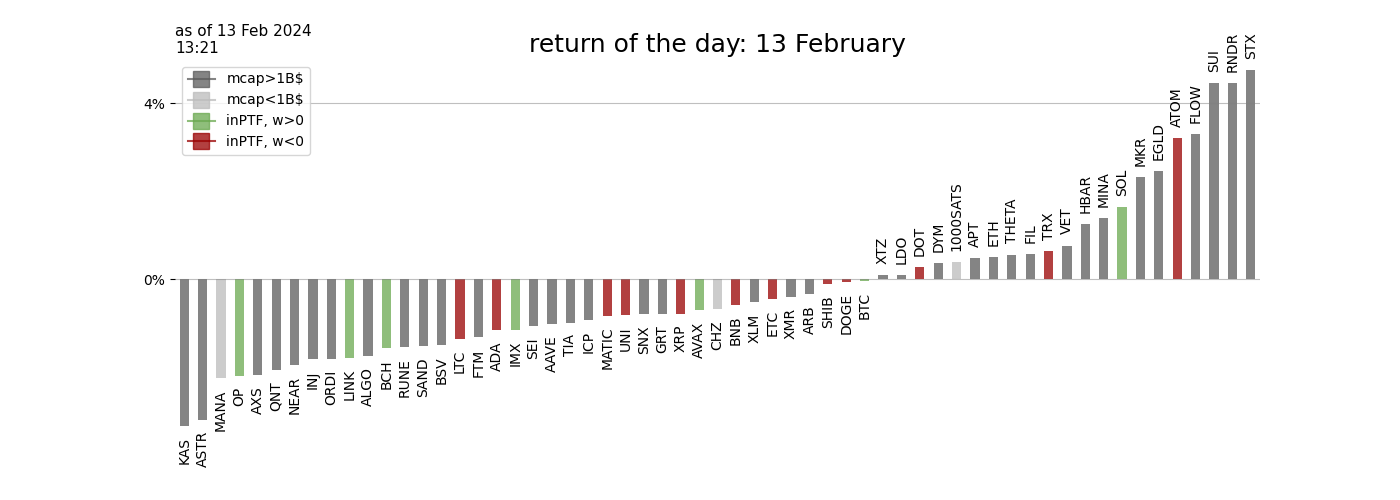 as of 13 Feb 2024
13:21
return of the day: 13 February
mcap>1B$
mcap<1B$
inPTF, w>0
inPTF, w<0
4%
0%
KAS
ASTR
MANA
OP
AXS
QNT
NEAR
INJ
ORDI
LINK
ALGO
BCH
RUNE
SAND
BSV
LTC
FTM
ADA
IMX
SEI
AAVE
TIA
ICP
MATIC
UNI
SNX
GRT
XRP
AVAX
CHZ
BNB
XLM
ETC
XMR
ARB
SHIB
DOGE
BTC
XTZ
LDO
DOT
DYM
1000SATS
APT
ETH
THETA
FIL
TRX
VET
HBAR
MINA
SOL
MKR
EGLD
ATOM
FLOW
SUI
RNDR
STX